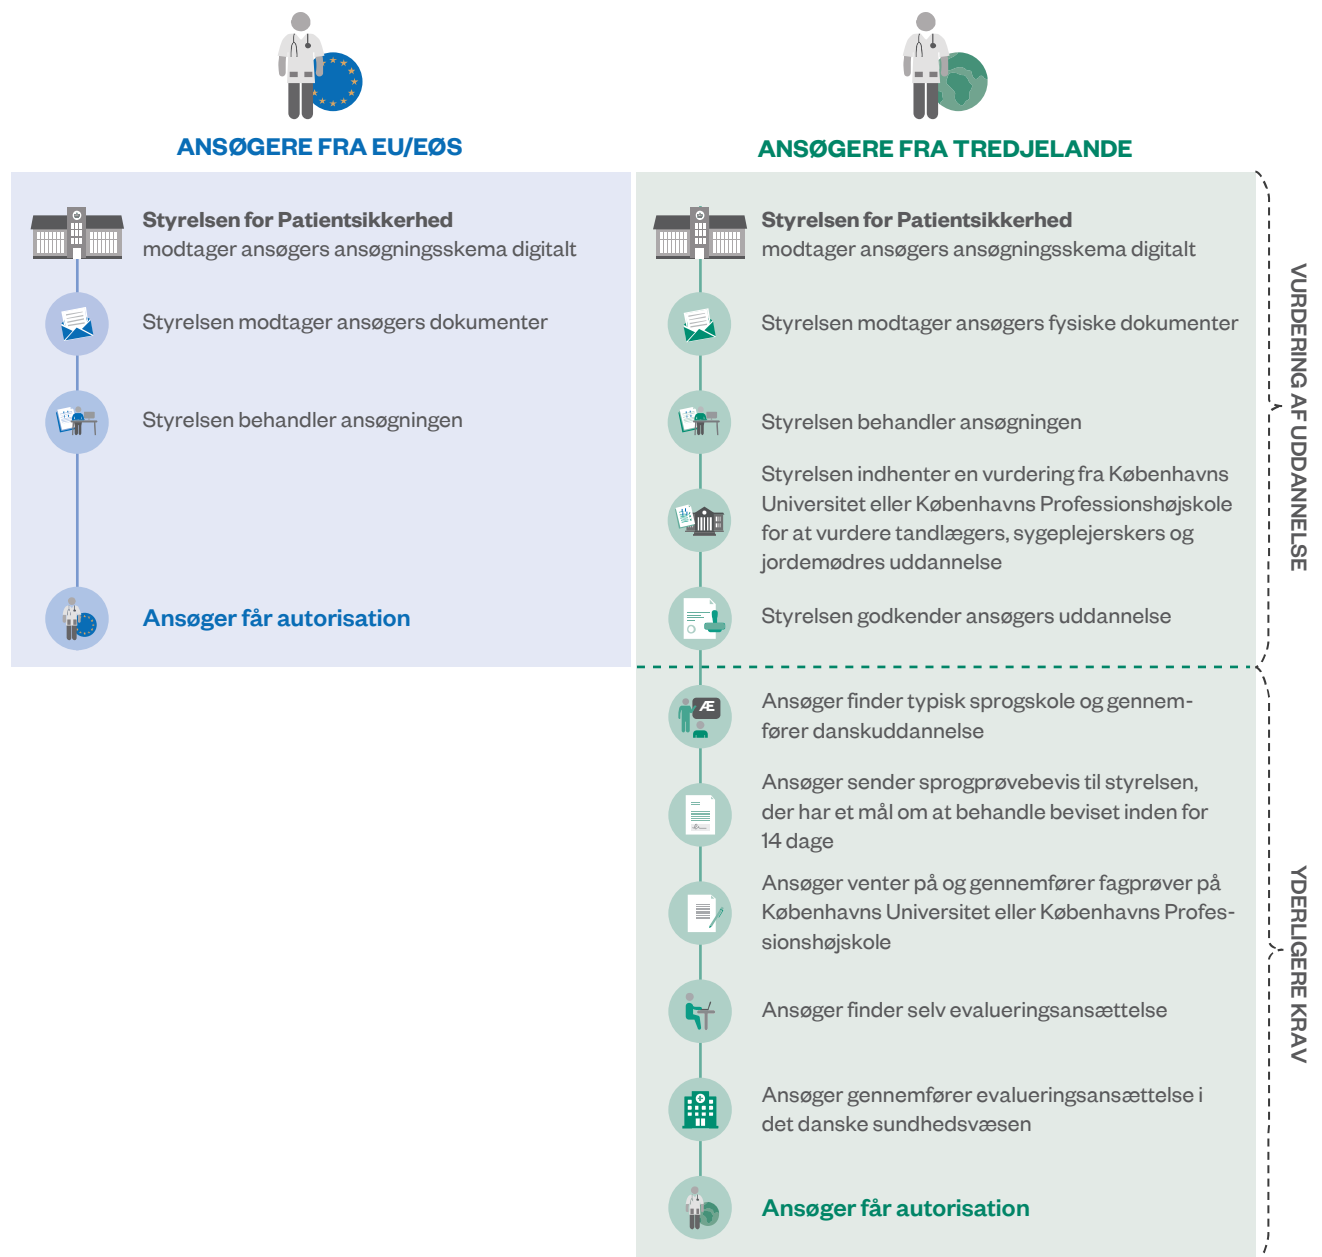 ANSØGERE FRA EU/EØS
Styrelsen for Patientsikkerhed
modtager ansøgers ansøgningsskema digitalt
Styrelsen modtager ansøgers dokumenter
Styrelsen behandler ansøgningen
Ansøger får autorisation
ANSØGERE FRA TREDJELANDE
Styrelsen for Patientsikkerhed
modtager ansøgers ansøgningsskema digitalt
Styrelsen modtager ansøgers fysiske dokumenter
Styrelsen behandler ansøgningen
Styrelsen indhenter en vurdering fra Københavns
Universitet eller Københavns Professionshøjskole
for at vurdere tandlægers, sygeplejerskers og
jordemødres uddannelse
Styrelsen godkender ansøgers uddannelse
Æ
Ansøger finder typisk sprogskole og gennem-
fører danskuddannelse
Ansøger sender sprogprøvebevis til styrelsen,
der har et mål om at behandle beviset inden for
14 dage
Ansøger venter på og gennemfører fagprøver på
Københavns Universitet eller Københavns Profes-
sionshøjskole
Ansøger finder selv evalueringsansættelse
Ansøger gennemfører evalueringsansættelse i
det danske sundhedsvæsen
Ansøger får autorisation
VURDERING AF UDDANNELSE
YDERLIGERE KRAV